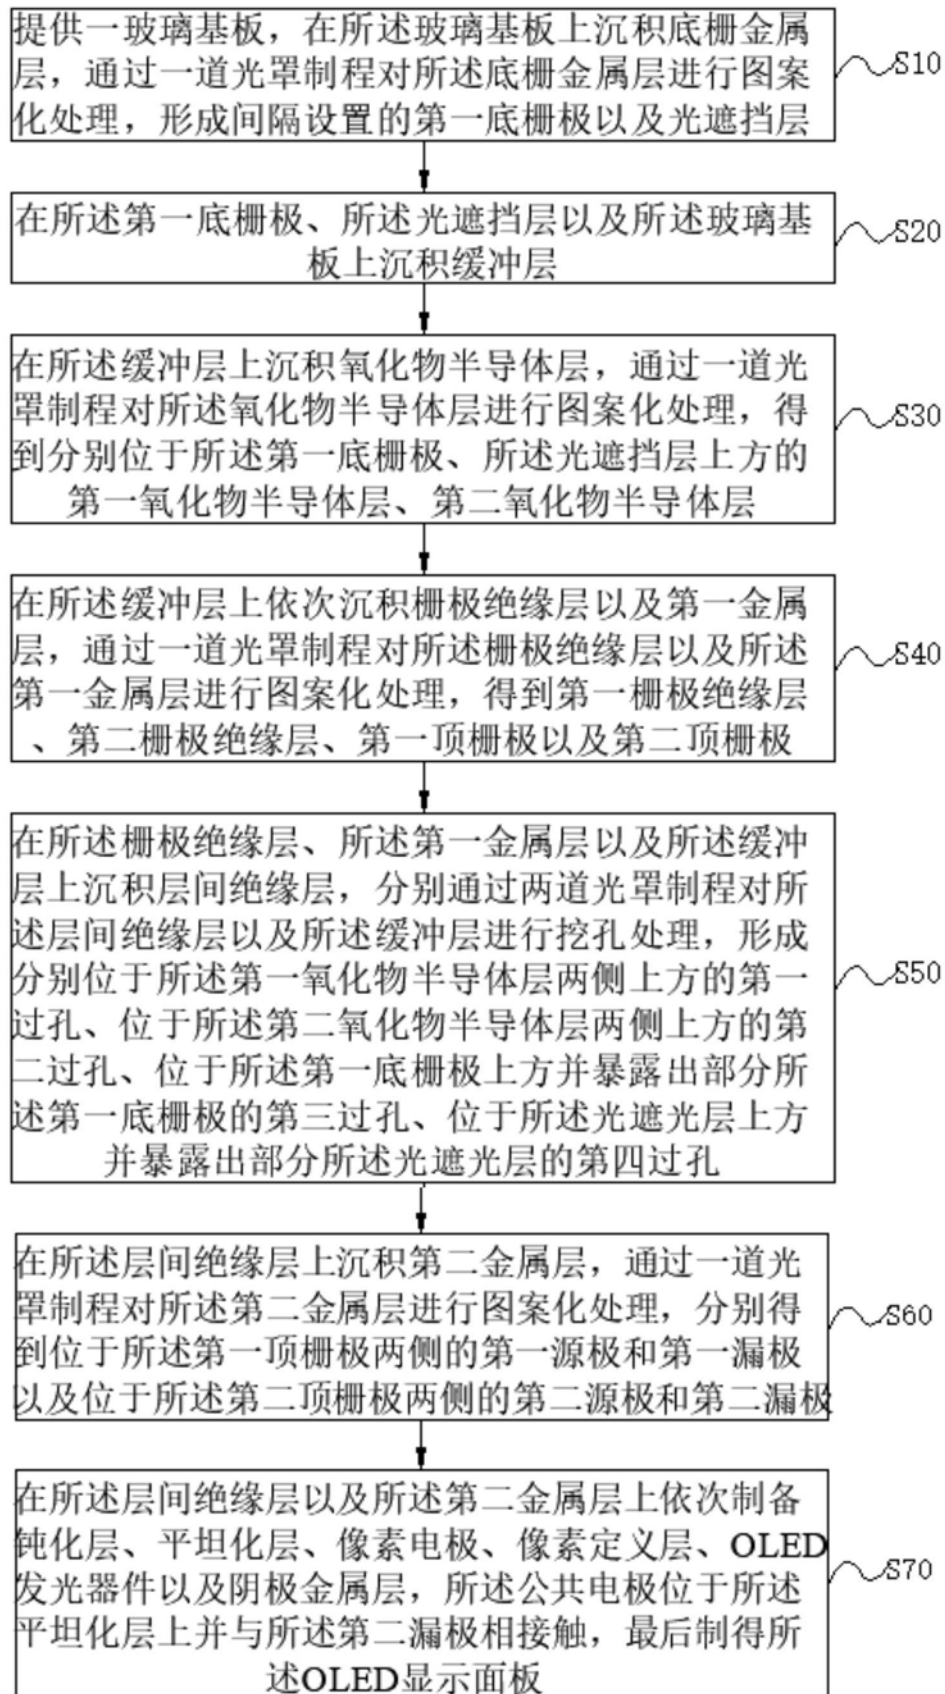 提供一玻璃基板，在所述玻璃基板上沉积底栅金属
层，通过一道光罩制程对所述底栅金属层进行图案
化处理，形成间隔设置的第一底栅极以及光遮挡层
S10
在所述第一底栅极、所述光遮挡层以及所述玻璃基
板上沉积缓冲层
S20
在所述缓冲层上沉积氧化物半导体层，通过一道光
罩制程对所述氧化物半导体层进行图案化处理，得
到分别位于所述第一底栅极、所述光遮挡层上方的
第一氧化物半导体层、第二氧化物半导体层
S30
在所述缓冲层上依次沉积栅极绝缘层以及第一金属
层，通过一道光罩制程对所述栅极绝缘层以及所述
第一金属层进行图案化处理，得到第一栅极绝缘层
、第二栅极绝缘层、第一顶栅极以及第二顶栅极
S40
在所述栅极绝缘层、所述第一金属层以及所述缓冲
层上沉积层间绝缘层，分别通过两道光罩制程对所
述层间绝缘层以及所述缓冲层进行挖孔处理，形成
分别位于所述第一氧化物半导体层两侧上方的第一
过孔、位于所述第二氧化物半导体层两侧上方的第
二过孔、位于所述第一底栅极上方并暴露出部分所
述第一底栅极的第三过孔、位于所述光遮光层上方
并暴露出部分所述光遮光层的第四过孔
S50
在所述层间绝缘层上沉积第二金属层，通过一道光
罩制程对所述第二金属层进行图案化处理，分别得
到位于所述第一顶栅极两侧的第一源极和第一漏极
以及位于所述第二顶栅极两侧的第二源极和第二漏极
S60
在所述层间绝缘层以及所述第二金属层上依次制备
钝化层、平坦化层、像素电极、像素定义层、OLED
发光器件以及阴极金属层，所述公共电极位于所述
平坦化层上并与所述第二漏极相接触，最后制得所
述OLED显示面板
S70